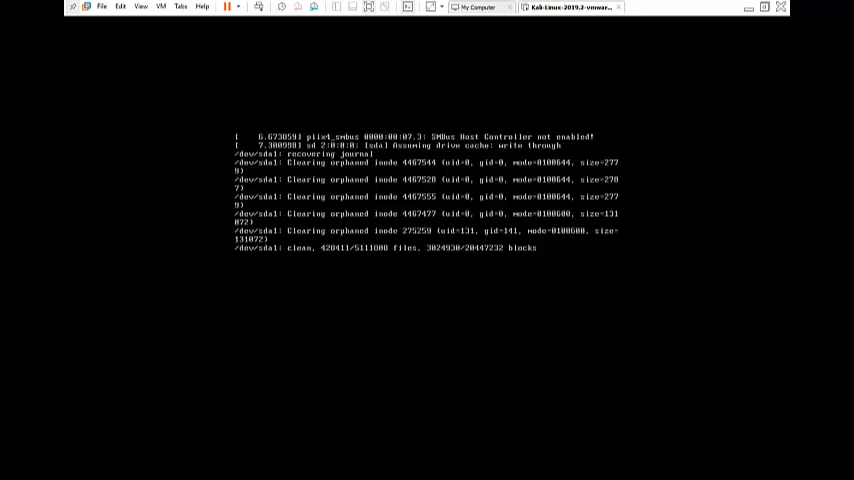 File Edit View VM Tabs Help My Computer Kali-Linux-2019.2-vmwar...
[ 6.673059] piix4_smbus 0000:00:07.3: SMBus Host Controller not enabled!
[ 7.300998] sd 2:0:0:0: [sda] Assuming drive cache: write through
/dev/sda1: recovering journal
/dev/sda1: Clearing orphaned inode 4467544 (uid=0, gid=0, mode=0100644, size=277
9)
/dev/sda1: Clearing orphaned inode 4467520 (uid=0, gid=0, mode=0100644, size=278
7)
/dev/sda1: Clearing orphaned inode 4467555 (uid=0, gid=0, mode=0100644, size=277
9)
/dev/sda1: Clearing orphaned inode 4467477 (uid=0, gid=0, mode=0100600, size=131
072)
/dev/sda1: Clearing orphaned inode 275259 (uid=131, gid=141, mode=0100600, size=
131072)
/dev/sda1: clean, 420411/5111808 files, 3024930/20447232 blocks